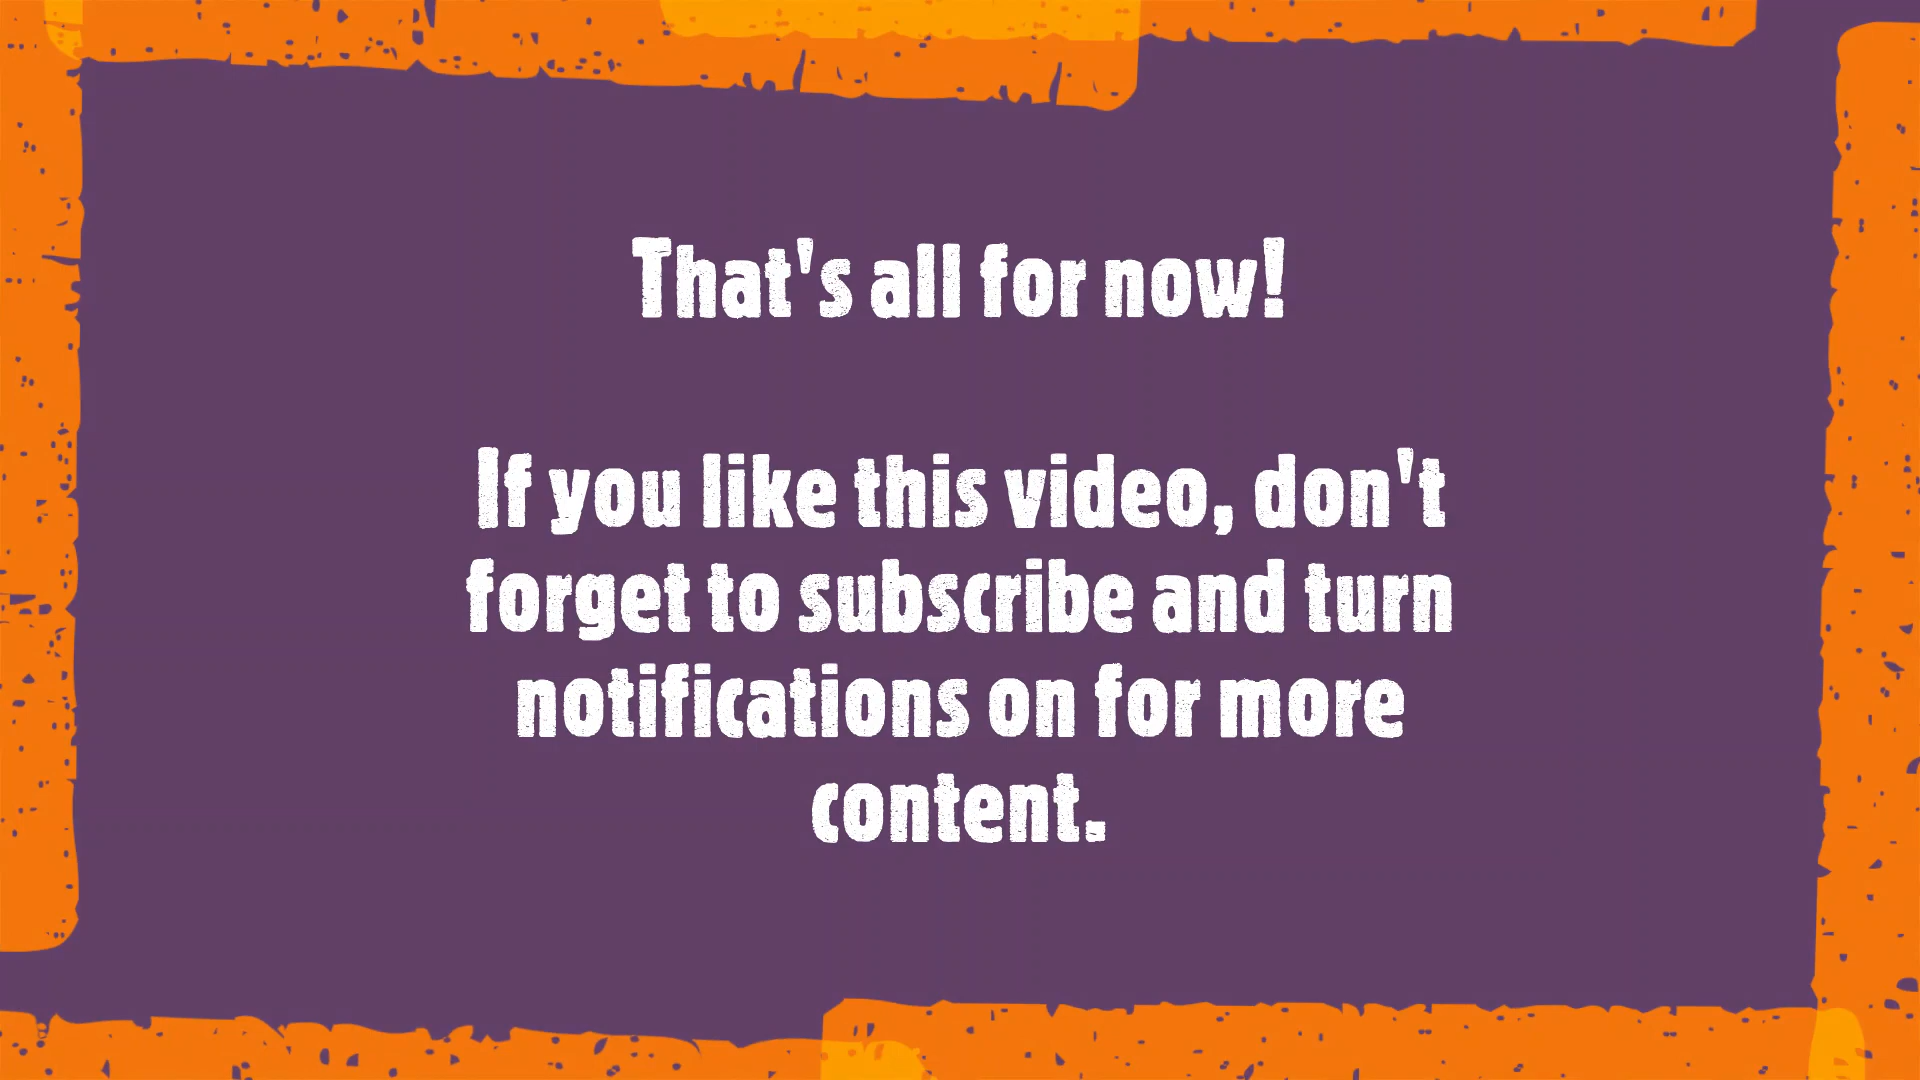 That's all for now!
If you like this video, don't
forget to subscribe and turn
notifications on for more
content.